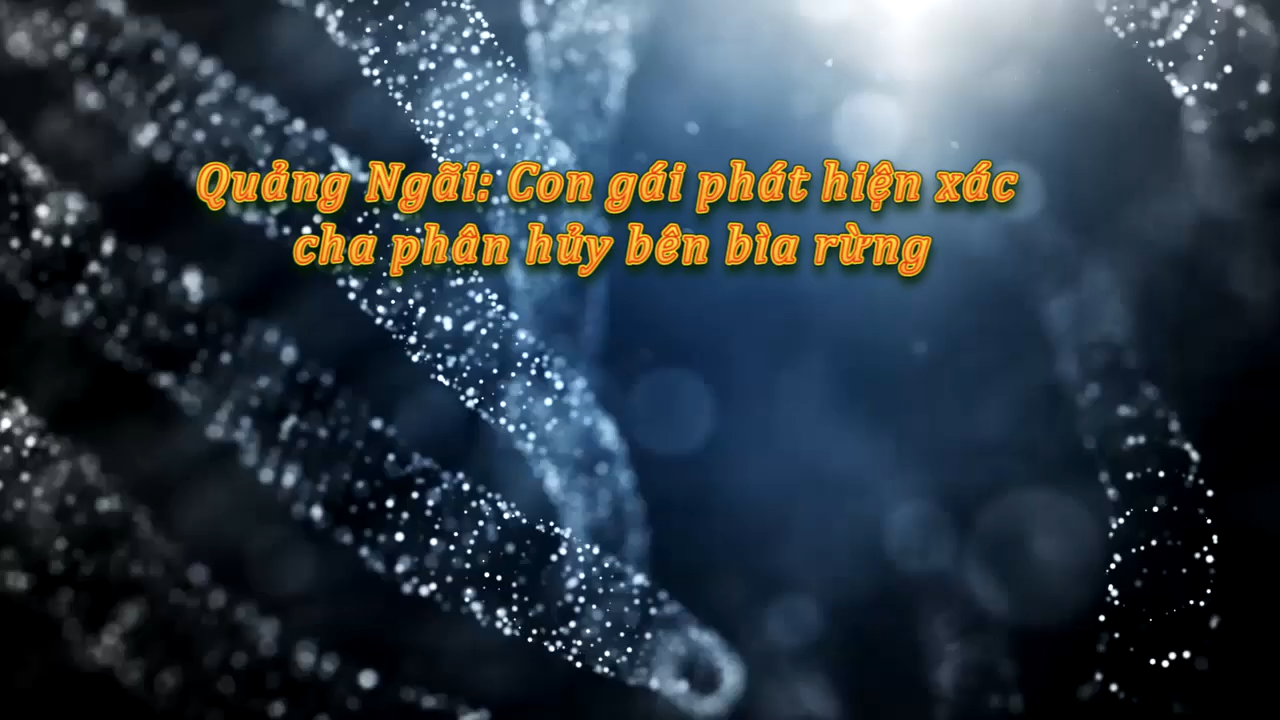 Quảng Ngãi: Con gái phát hiện xác
cha phân hủy bên bìa rừng